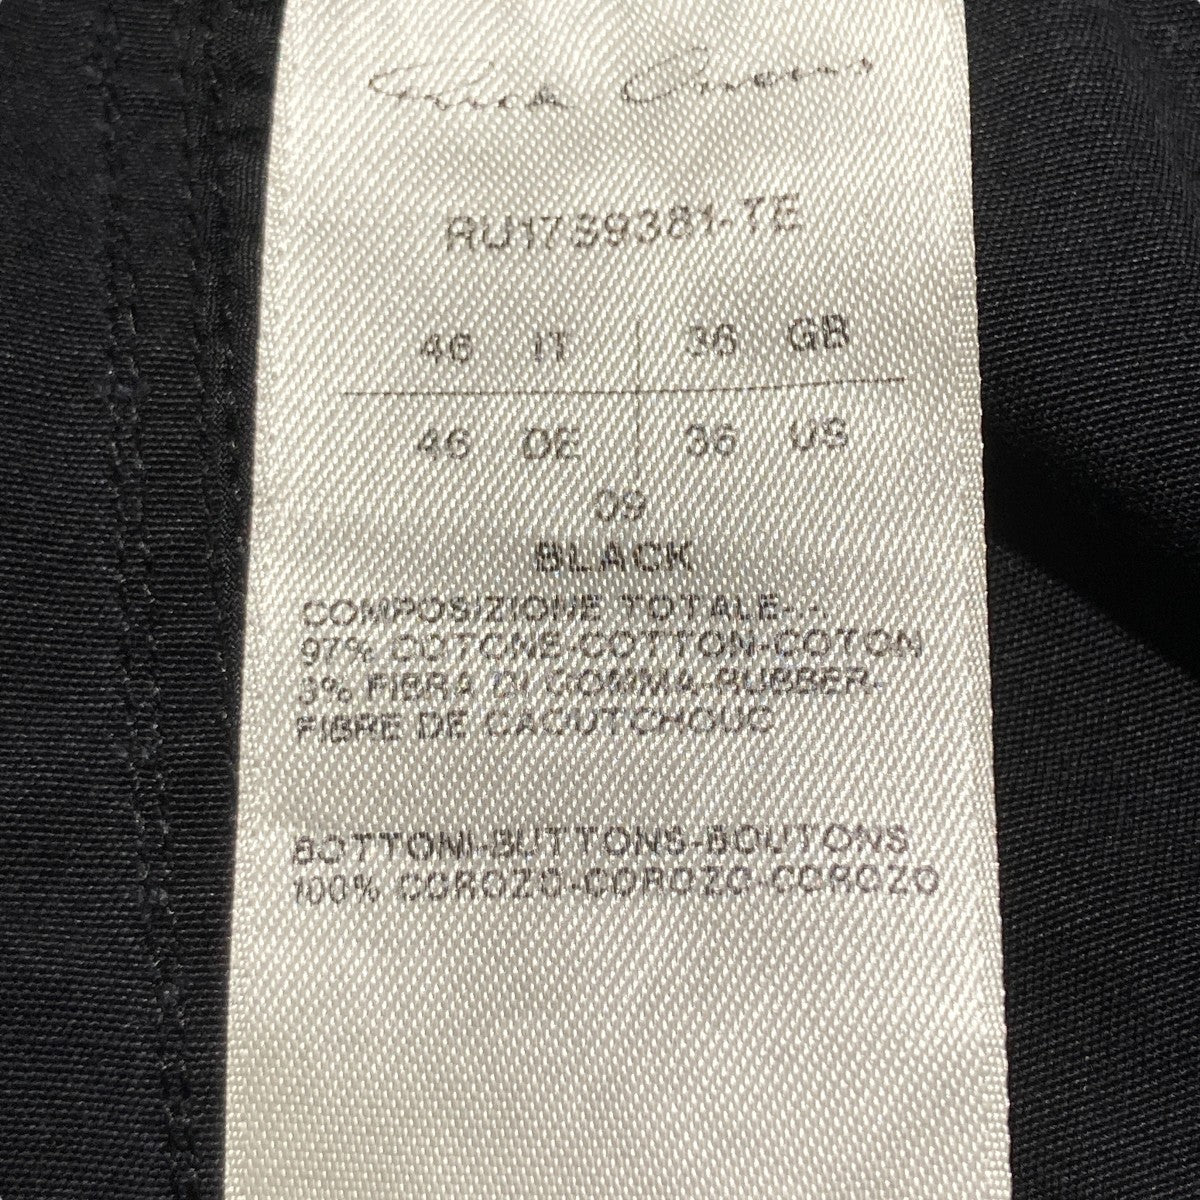 Rick Owens
RU17S9381-TE
46 IT 36 GB
46 DE 36 US
09
BLACK
COMPOSIZIONE TOTALE-.-
97% COTONE-COTTON-COTON
3% FIBRA DI GOMMA-RUBBER-
FIBRE DE CAOUTCHOUC
BOTTONI-BUTTONS-BOUTONS
100% COROZO-COROZO-COROZO